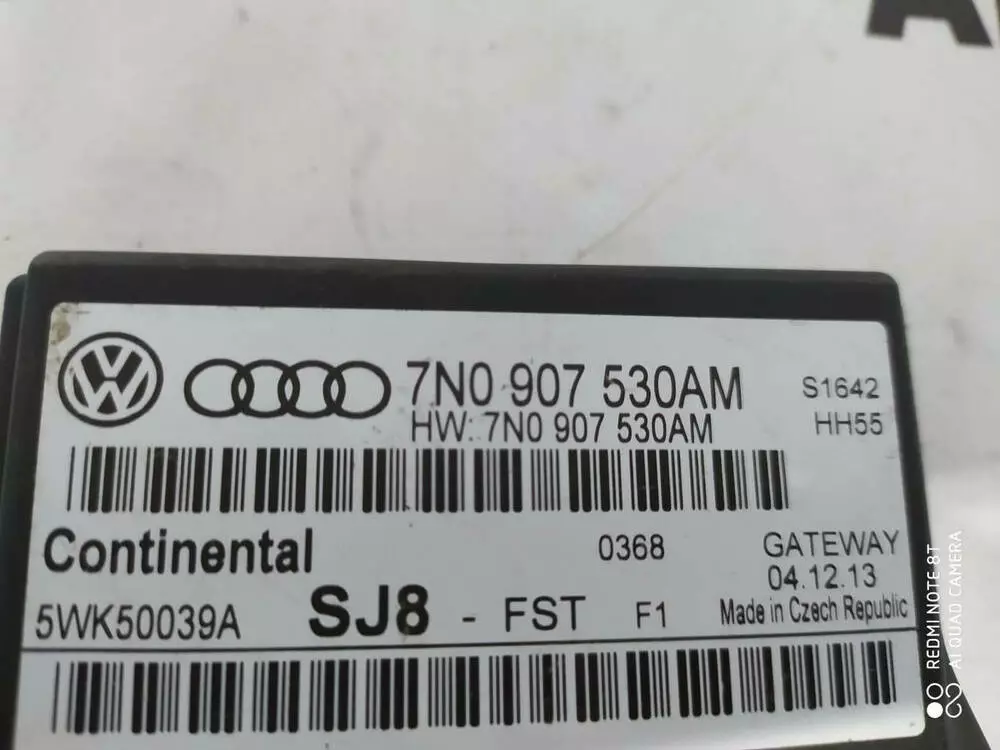 7N0 907 530AM
S1642
HW: 7N0 907 530AM
HH55
Continental
0368
GATEWAY
04.12.13
5WK50039A
SJ8 - FST F1
Made in Czech Republic
REDMI NOTE 8T
AI QUAD CAMERA